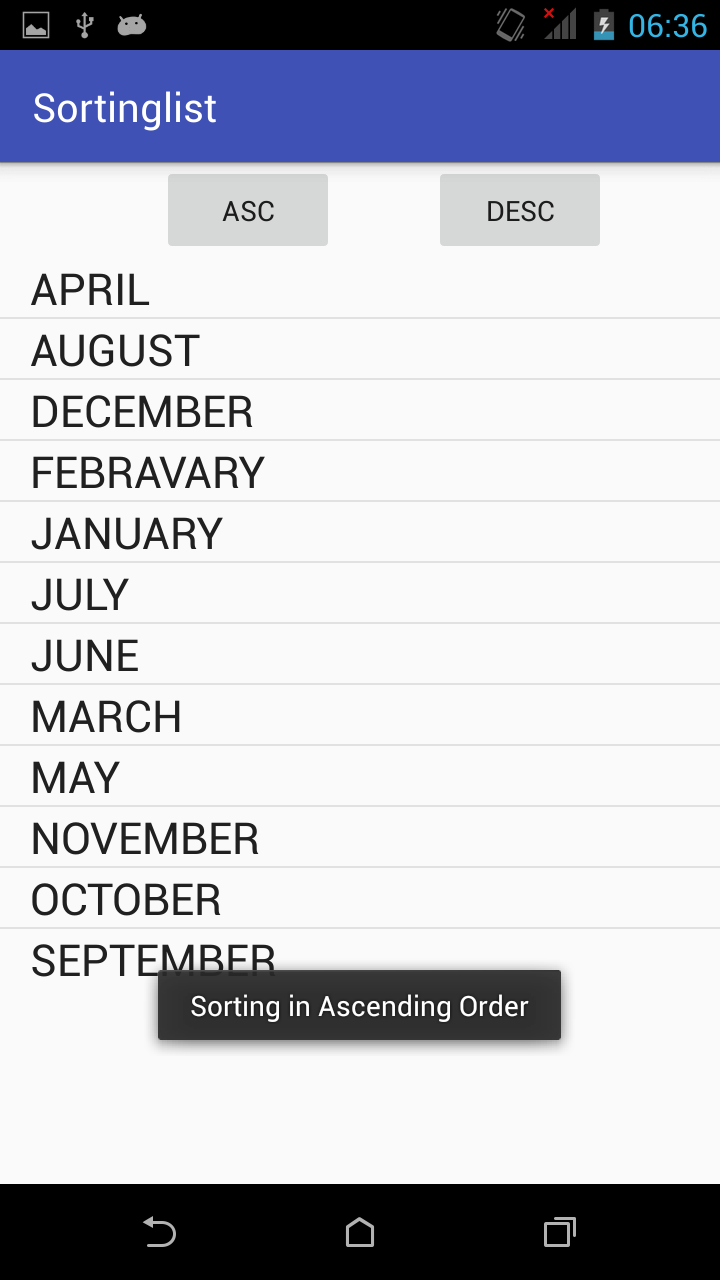 06:36
Sortinglist
ASC DESC
APRIL
AUGUST
DECEMBER
FEBRAVARY
JANUARY
JULY
JUNE
MARCH
MAY
NOVEMBER
OCTOBER
SEPTEMBER
Sorting in Ascending Order